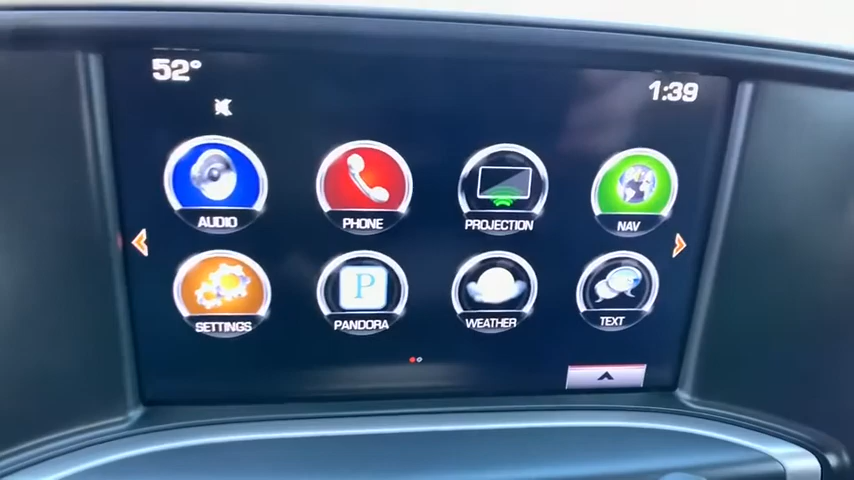 52°
1:39
AUDIO
PHONE
PROJECTION
NAV
SETTINGS
P
PANDORA
WEATHER
TEXT